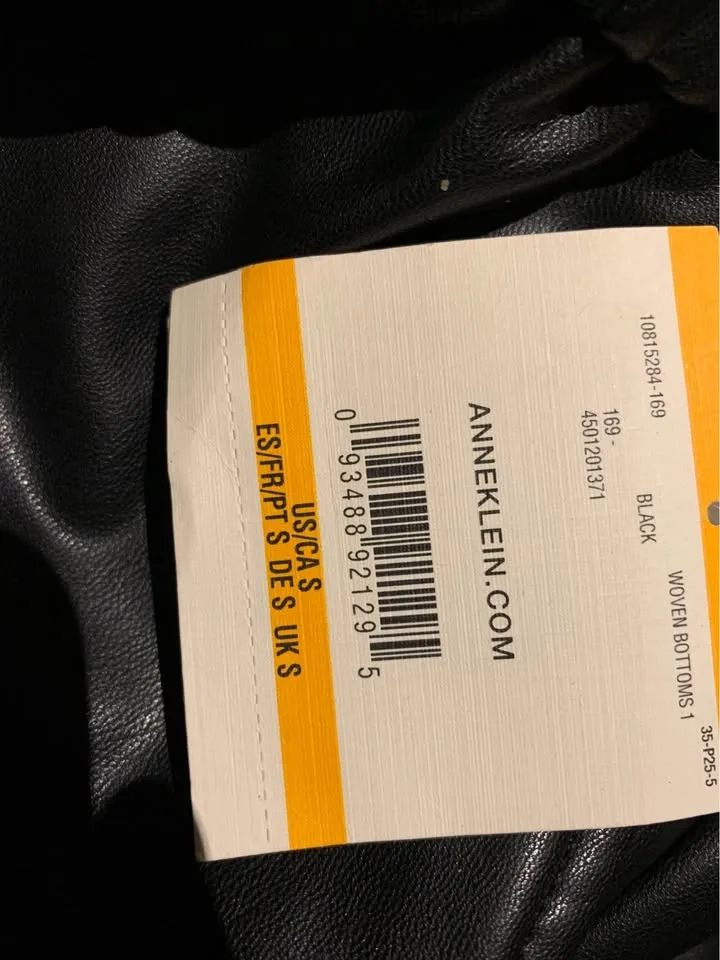 35-P25-5
10815284-169 BLACK WOVEN BOTTOMS 1
169 -
4501201371
ANNEKLEIN.COM
0 93488 92129 5
US/CA S
ES/FR/PT S DE S UK S